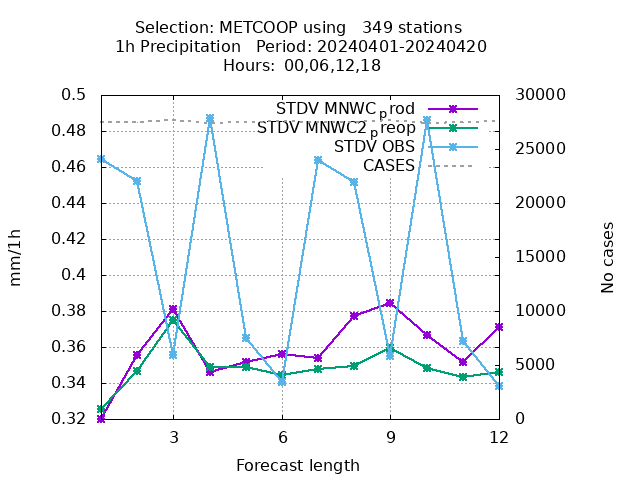 Selection: METCOOP using   349 stations
1h Precipitation   Period: 20240401-20240420
Hours: 00,06,12,18
STDV MNWCprod
STDV MNWC2preop
STDV OBS
CASES
0.5
0.48
0.46
0.44
0.42
0.4
0.38
0.36
0.34
0.32
30000
25000
20000
15000
10000
5000
0
mm/1h
No cases
3 6 9 12
Forecast length